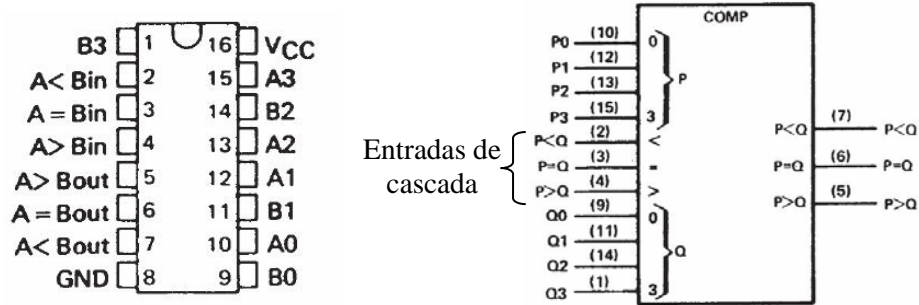 B3 1 16 VCC
A< Bin 2 15 A3
A = Bin 3 14 B2
A> Bin 4 13 A2
A> Bout 5 12 A1
A = Bout 6 11 B1
A< Bout 7 10 A0
GND 8 9 B0
Entradas de
cascada
COMP
P0 (10) 0
P1 (12)
P2 (13) P
P3 (15) 3
P<Q (2) < P<Q (7) P<Q
P=Q (3) = P=Q (6) P=Q
P>Q (4) > P>Q (5) P>Q
Q0 (9) 0
Q1 (11)
Q2 (14) Q
Q3 (1) 3